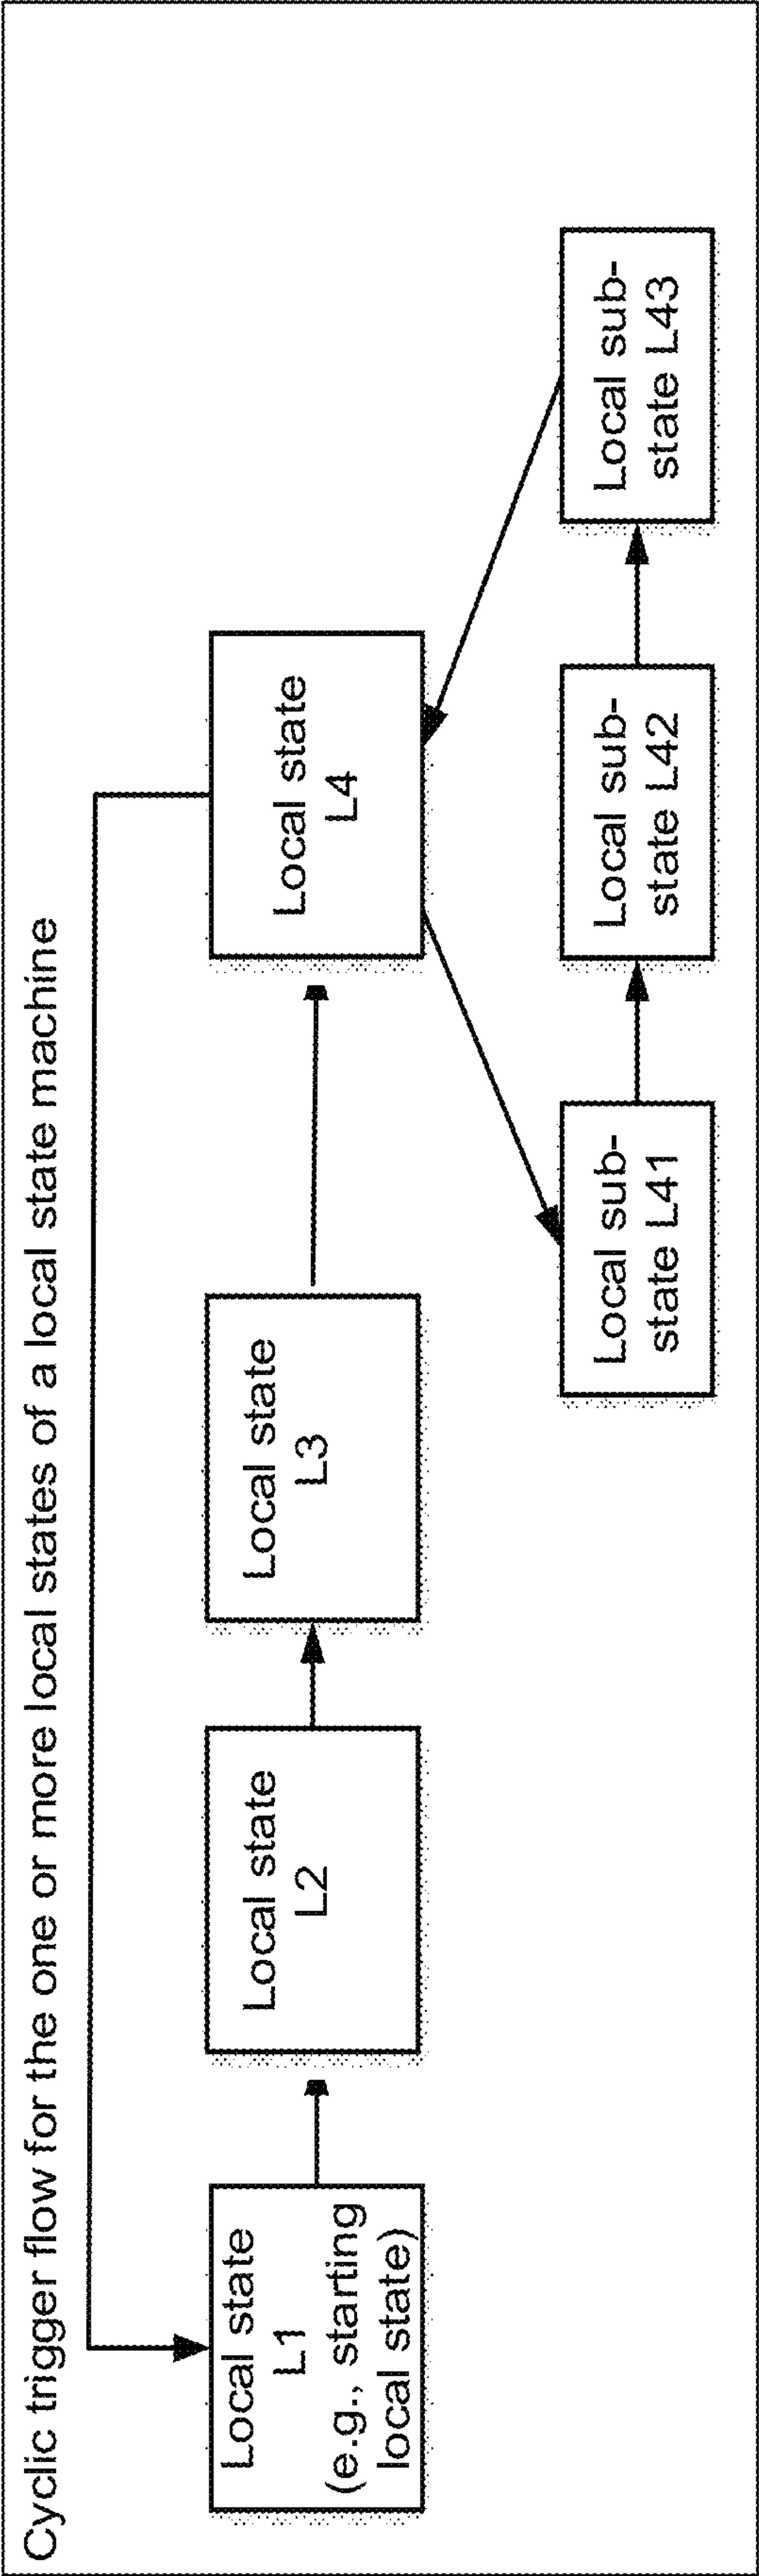 Cyclic trigger flow for the one or more local states of a local state machine
Local state
L1
(e.g., starting
local state)
Local state
L2
Local state
L3
Local state
L4
Local sub-
state L41
Local sub-
state L42
Local sub-
state L43